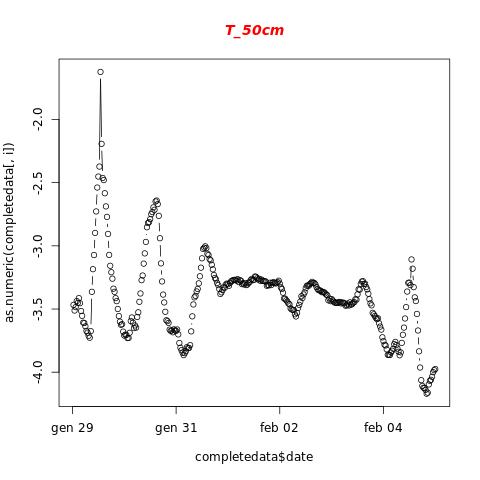 T_50cm
as.numeric(completedata[, i])
-2.0
-2.5
-3.0
-3.5
-4.0
gen 29
gen 31
feb 02
feb 04
completedata$date